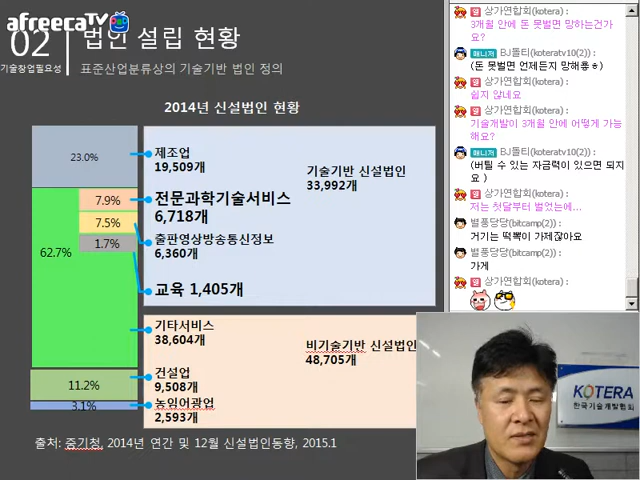 afreecaTV
02
법인 설립 현황
기술창업필요성
표준산업분류상의 기술기반 법인 정의
2014년 신설법인 현황
23.0%
7.9%
7.5%
1.7%
62.7%
11.2%
3.1%
제조업
19,509개
전문과학기술서비스
6,718개
출판영상방송통신정보
6,360개
교육 1,405개
기술기반 신설법인
33,992개
기타서비스
38,604개
건설업
9,508개
농임어광업
2,593개
비기술기반 신설법인
48,705개
출처: 중기청, 2014년 연간 및 12월 신설법인동향, 2015.1
상가연합회(kotera) :
3개월 안에 돈 못벌면 망하는건가
요?
매니저 BJ폴티(koteratv10(2)) :
(돈 못벌면 언제든지 망해룡ㅎ)
열 상가연합회(kotera) :
쉽지 않네요
열 상가연합회(kotera) :
기술개발이 3개월 안에 어떻게 가능
해요?
매니저 BJ폴티(koteratv10(2)) :
(버틸 수 있는 자금력이 있으면 되지
요 )
열 상가연합회(kotera) :
저는 첫달부터 벌었는데...
별풍당당(bitcamp(2)) :
거기는 떡뽁이 가제잖아요
별풍당당(bitcamp(2)) :
가게
열 상가연합회(kotera) :
KOTERA
한국기술개발협회